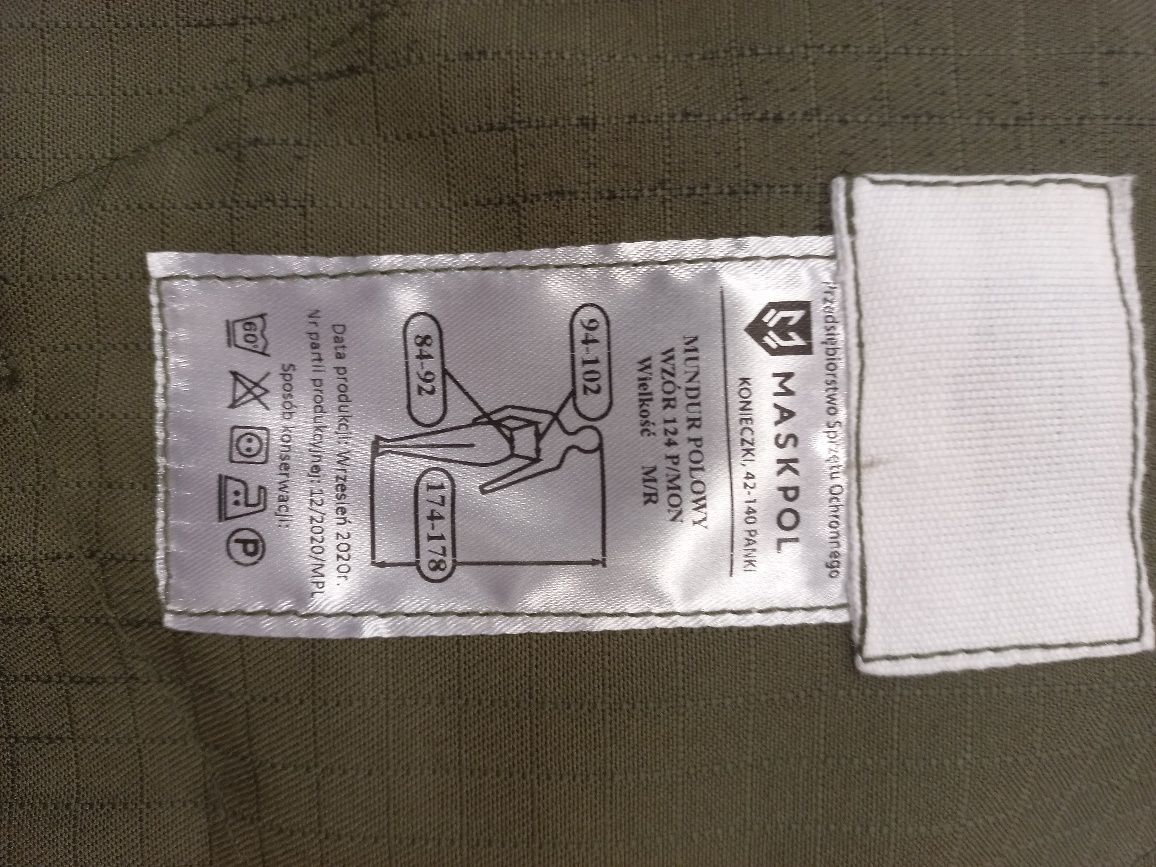 Przedsiębiorstwo Sprzętu Ochronnego
MASKPOL
KONIECZKI, 42-140 PANKI
MUNDUR POLOWY
WZÓR 124 P/MON
Wielkość M/R
94-102
84-92
174-178
Data produkcji: Wrzesień 2020r.
Nr partii produkcyjnej: 12/2020/MPL
Sposób konserwacji:
60° P